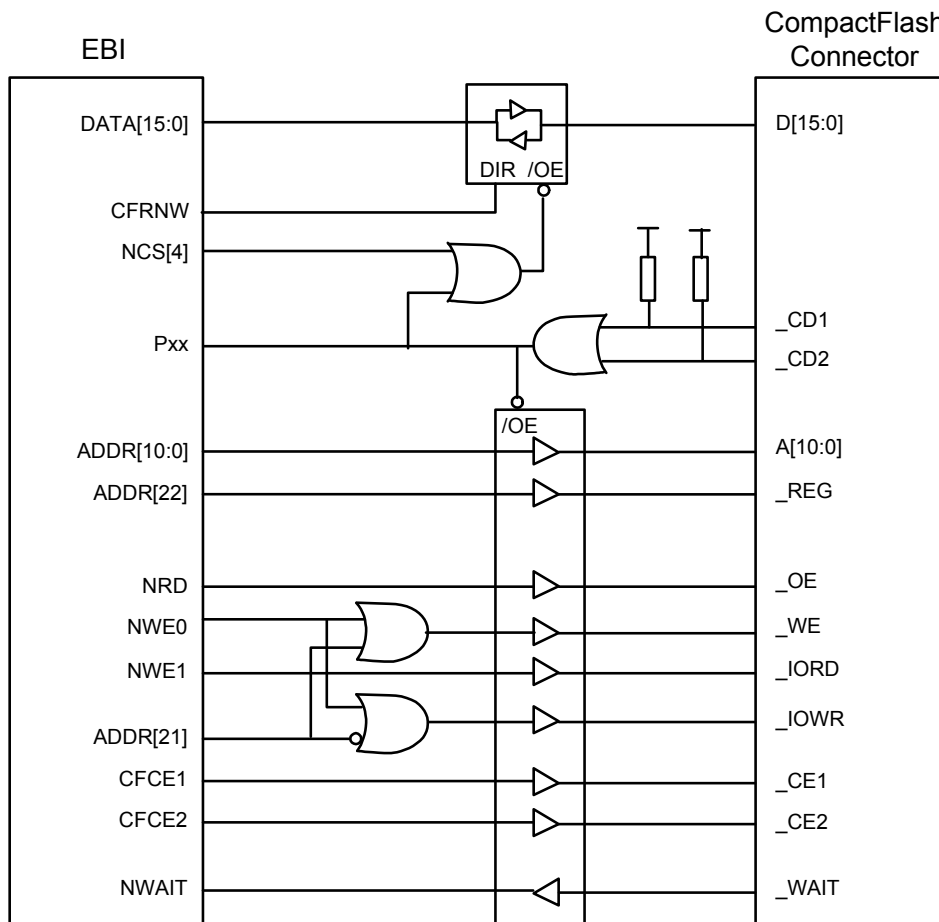 EBI
CompactFlash
Connector
DATA[15:0]
D[15:0]
DIR /OE
CFRNW
NCS[4]
_CD1
Pxx
_CD2
/OE
ADDR[10:0]
A[10:0]
ADDR[22]
_REG
NRD
_OE
NWE0
_WE
NWE1
_IORD
_IOWR
ADDR[21]
CFCE1
_CE1
CFCE2
_CE2
NWAIT
_WAIT